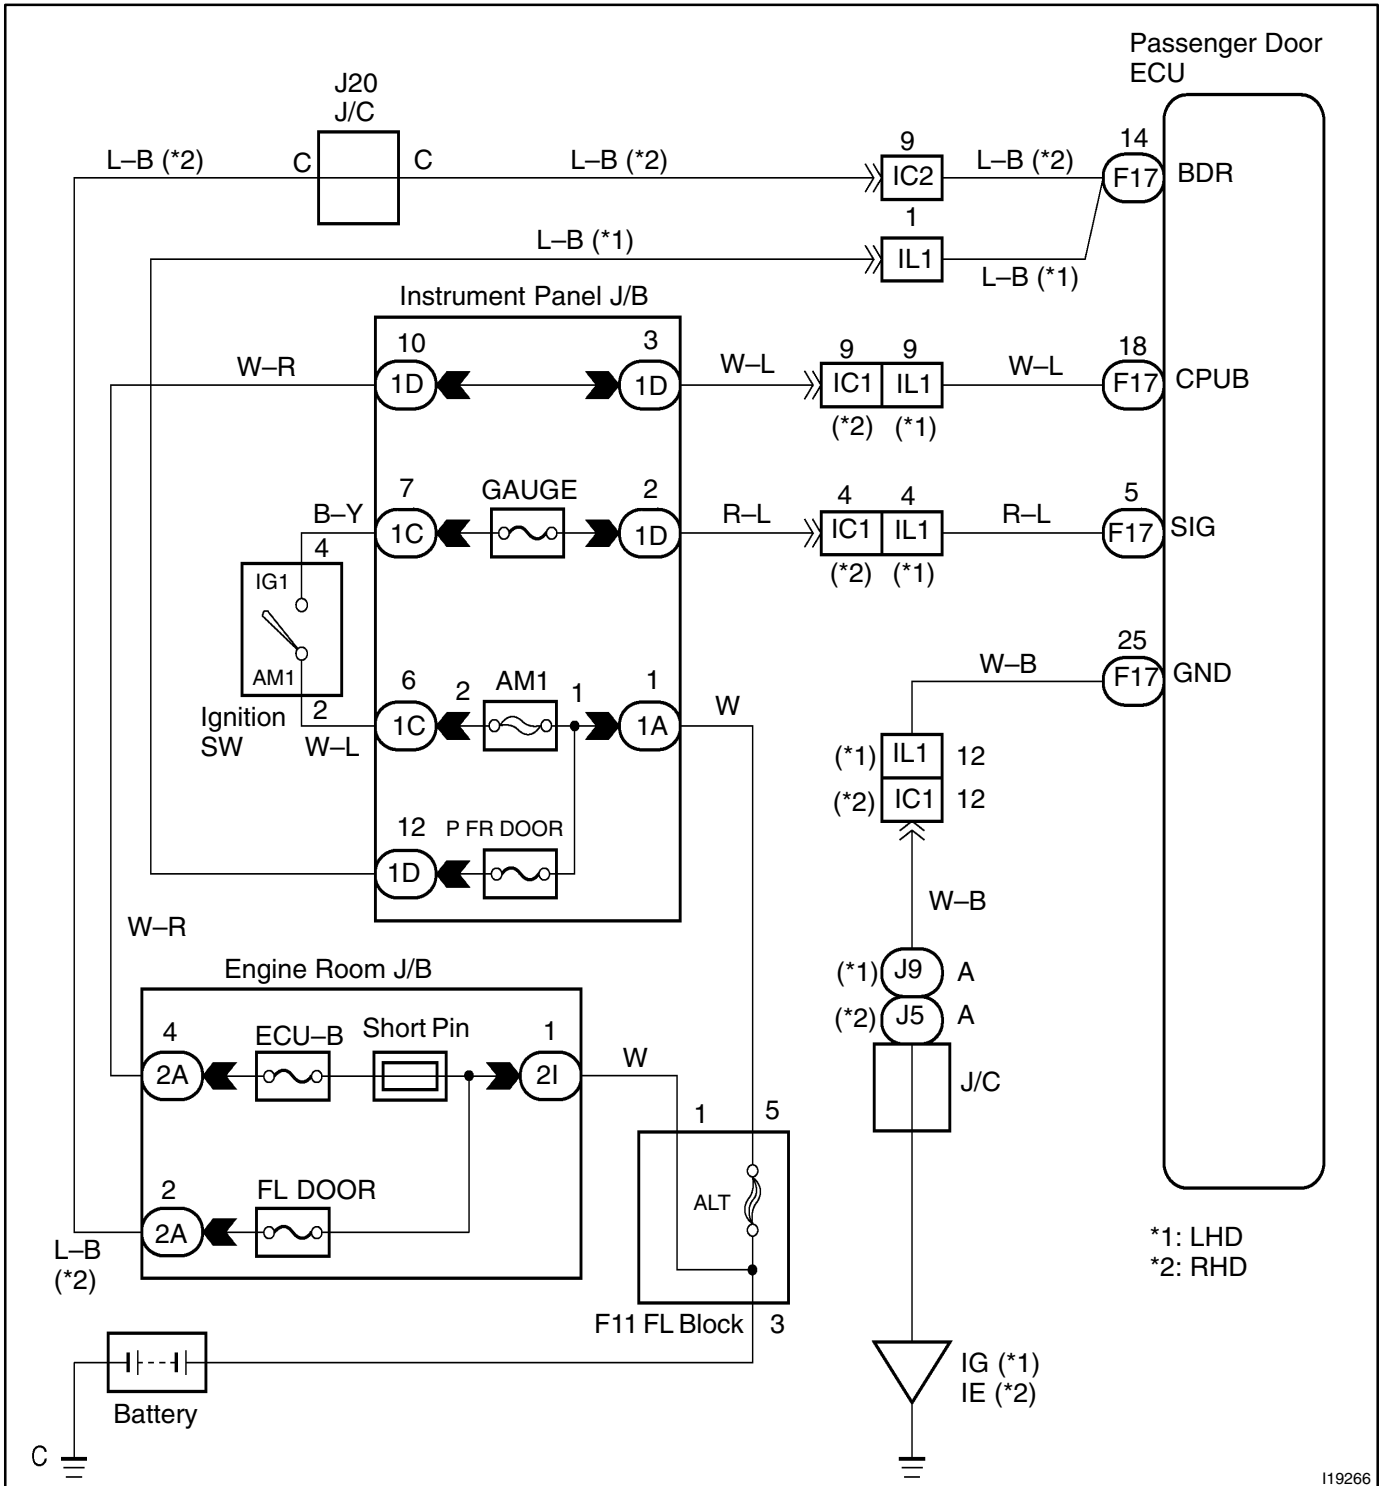 Passenger Door
ECU
J20
J/C
L–B (*2)
C
C
L–B (*2)
9
IC2
L–B (*2)
14
F17
BDR
L–B (*1)
1
IL1
L–B (*1)
Instrument Panel J/B
W–R
10
1D
3
1D
W–L
9
9
IC1
IL1
(*2)
(*1)
W–L
18
F17
CPUB
B–Y
7
1C
GAUGE
2
1D
R–L
4
4
IC1
IL1
(*2)
(*1)
R–L
5
F17
SIG
4
IG1
AM1
2
Ignition
SW
W–L
6
1C
2
AM1
1
1
1A
W
W–B
25
F17
GND
(*1)
IL1
12
(*2)
IC1
12
12
1D
P FR DOOR
W–B
W–R
Engine Room J/B
(*1)
J9
A
(*2)
J5
A
J/C
4
2A
ECU–B
Short Pin
1
2I
W
1
5
ALT
2
2A
FL DOOR
L–B
(*2)
F11 FL Block
3
*1: LHD
*2: RHD
Battery
IG (*1)
IE (*2)
C
I19266